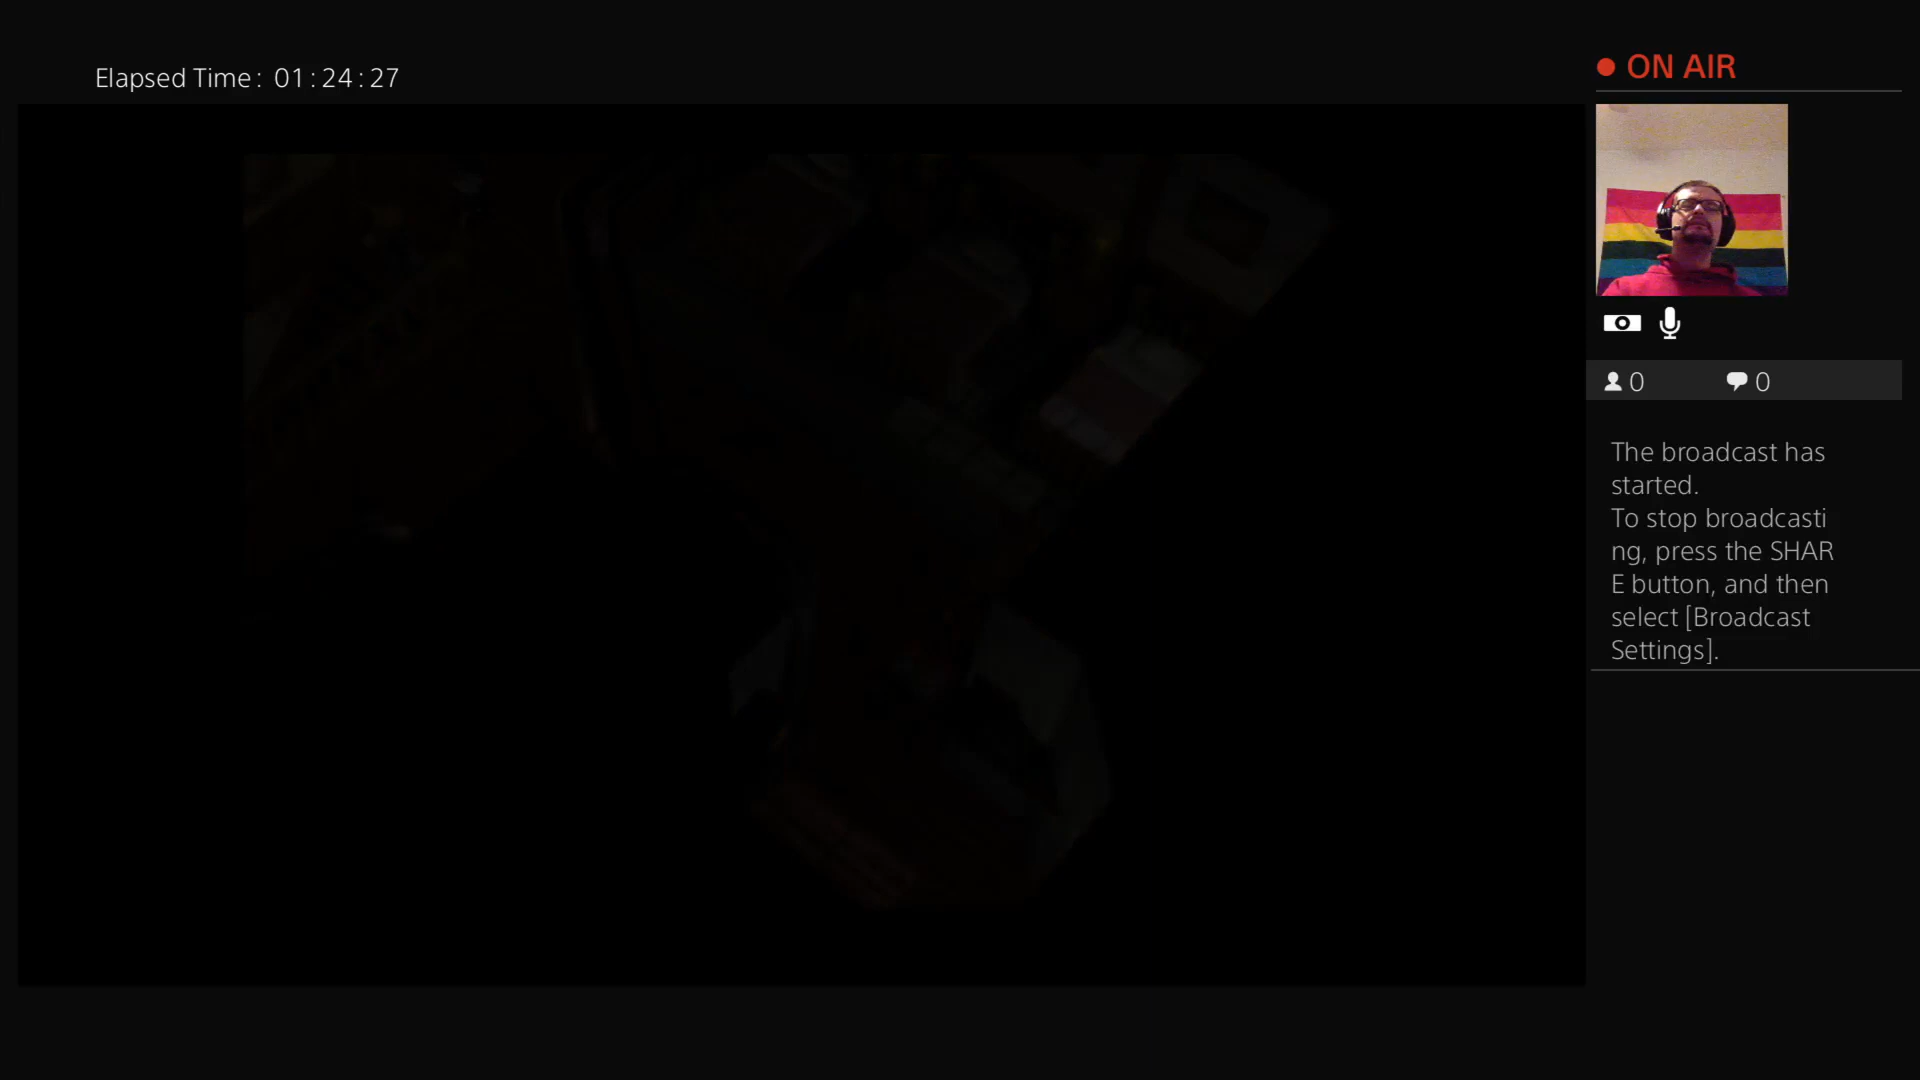 Elapsed Time: 01:24:27
ON AIR
0 0
The broadcast has
started.
To stop broadcasti
ng, press the SHAR
E button, and then
select [Broadcast
Settings].